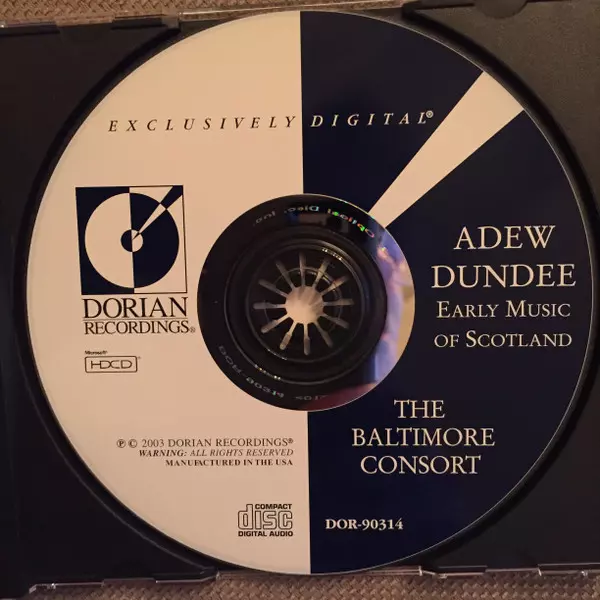 EXCLUSIVELY DIGITAL®
DORIAN
RECORDINGS®
Microsoft®
HDCD
ADEW
DUNDEE
EARLY MUSIC
OF SCOTLAND
THE
BALTIMORE
CONSORT
℗ © 2003 DORIAN RECORDINGS®
WARNING: ALL RIGHTS RESERVED
MANUFACTURED IN THE USA
COMPACT
disc
DIGITAL AUDIO
DOR-90314